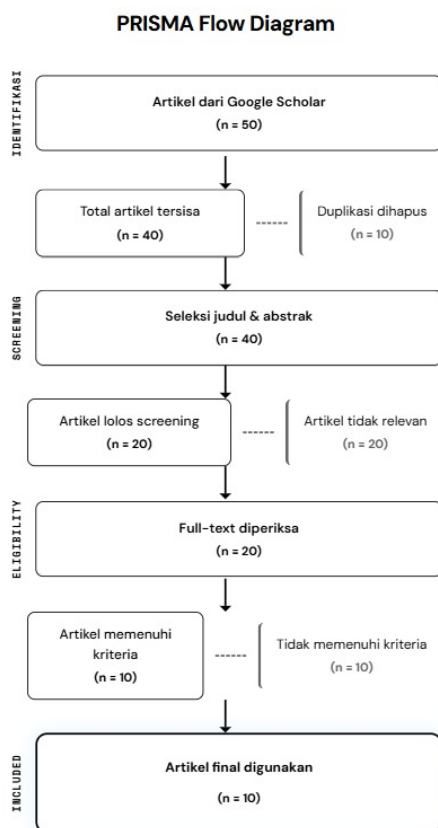 PRISMA Flow Diagram
IDENTIFIKASI
Artikel dari Google Scholar
(n = 50)
Total artikel tersisa
(n = 40)
Duplikasi dihapus
(n = 10)
SCREENING
Seleksi judul & abstrak
(n = 40)
Artikel lolos screening
(n = 20)
Artikel tidak relevan
(n = 20)
ELIGIBILITY
Full-text diperiksa
(n = 20)
Artikel memenuhi
kriteria
(n = 10)
Tidak memenuhi kriteria
(n = 10)
INCLUDED
Artikel final digunakan
(n = 10)